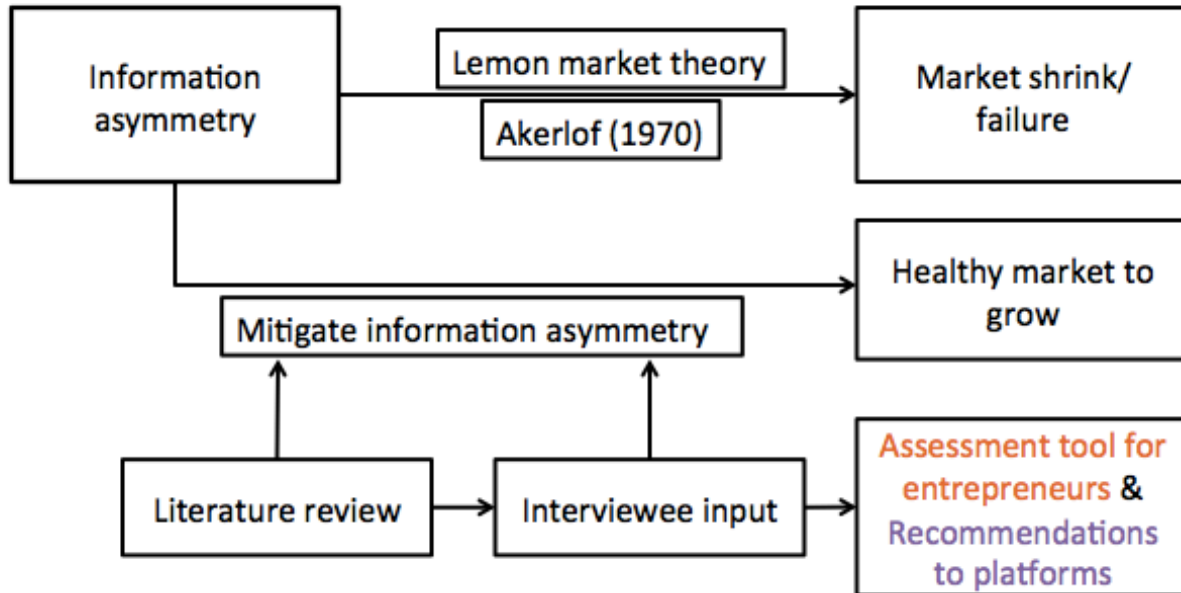 Information
asymmetry
Lemon market theory
Akerlof (1970)
Market shrink/
failure
Healthy market to
grow
Mitigate information asymmetry
Literature review
Interviewee input
Assessment tool for
entrepreneurs &
Recommendations
to platforms